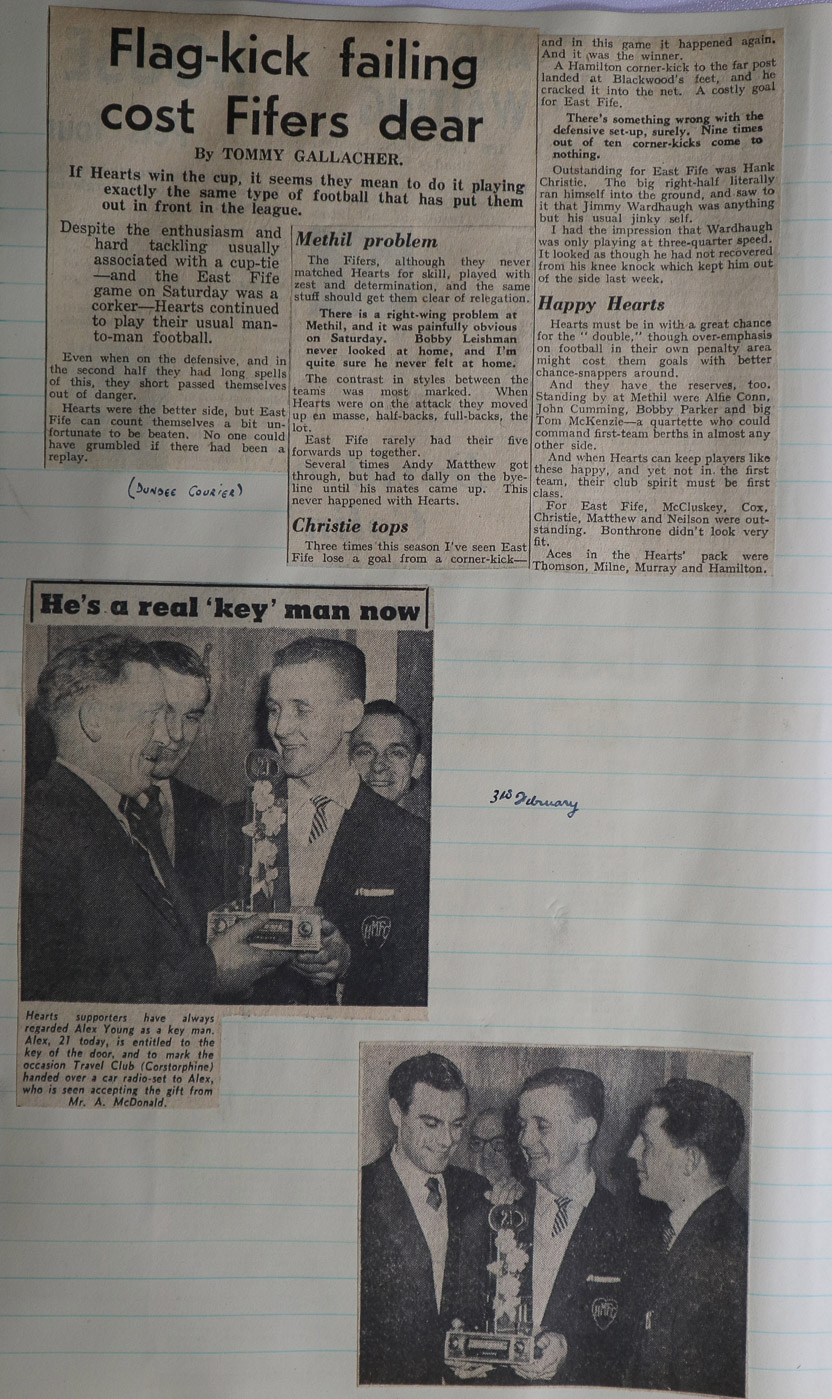 Flag-kick failing
cost Fifers dear
By TOMMY GALLACHER.
If Hearts win the cup, it seems they mean to do it playing
exactly the same type of football that has put them
out in front in the league.
Despite the enthusiasm and
hard tackling usually
associated with a cup-tie
—and the East Fife
game on Saturday was a
corker—Hearts continued
to play their usual man-
to-man football.
Even when on the defensive, and in
the second half they had long spells
of this, they short passed themselves
out of danger.
Hearts were the better side, but East
Fife can count themselves a bit un-
fortunate to be beaten. No one could
have grumbled if there had been a
replay.
(DUNDEE COURIER)
Methil problem
The Fifers, although they never
matched Hearts for skill, played with
zest and determination, and the same
stuff should get them clear of relegation.
There is a right-wing problem at
Methil, and it was painfully obvious
on Saturday. Bobby Leishman
never looked at home, and I'm
quite sure he never felt at home.
The contrast in styles between the
teams was most marked. When
Hearts were on the attack they moved
up en masse, half-backs, full-backs, the
lot.
East Fife rarely had their five
forwards up together.
Several times Andy Matthew got
through, but had to dally on the bye-
line until his mates came up. This
never happened with Hearts.
Christie tops
Three times this season I've seen East
Fife lose a goal from a corner-kick—
and in this game it happened again.
And it was the winner.
A Hamilton corner-kick to the far post
landed at Blackwood's feet, and he
cracked it into the net. A costly goal
for East Fife.
There's something wrong with the
defensive set-up, surely. Nine times
out of ten corner-kicks come to
nothing.
Outstanding for East Fife was Hank
Christie. The big right-half literally
ran himself into the ground, and saw to
it that Jimmy Wardhaugh was anything
but his usual jinky self.
I had the impression that Wardhaugh
was only playing at three-quarter speed.
It looked as though he had not recovered
from his knee knock which kept him out
of the side last week.
Happy Hearts
Hearts must be in with a great chance
for the " double," though over-emphasis
on football in their own penalty area
might cost them goals with better
chance-snappers around.
And they have the reserves, too.
Standing by at Methil were Alfie Conn,
John Cumming, Bobby Parker and big
Tom McKenzie—a quartette who could
command first-team berths in almost any
other side.
And when Hearts can keep players like
these happy, and yet not in the first
team, their club spirit must be first
class.
For East Fife, McCluskey, Cox,
Christie, Matthew and Neilson were out-
standing. Bonthrone didn't look very
fit.
Aces in the Hearts' pack were
Thomson, Milne, Murray and Hamilton.
He's a real 'key' man now
21
HMFC
3rd February
Hearts supporters have always
regarded Alex Young as a key man.
Alex, 21 today, is entitled to the
key of the door, and to mark the
occasion Travel Club (Corstorphine)
handed over a car radio-set to Alex,
who is seen accepting the gift from
Mr. A. McDonald.
21
HMFC